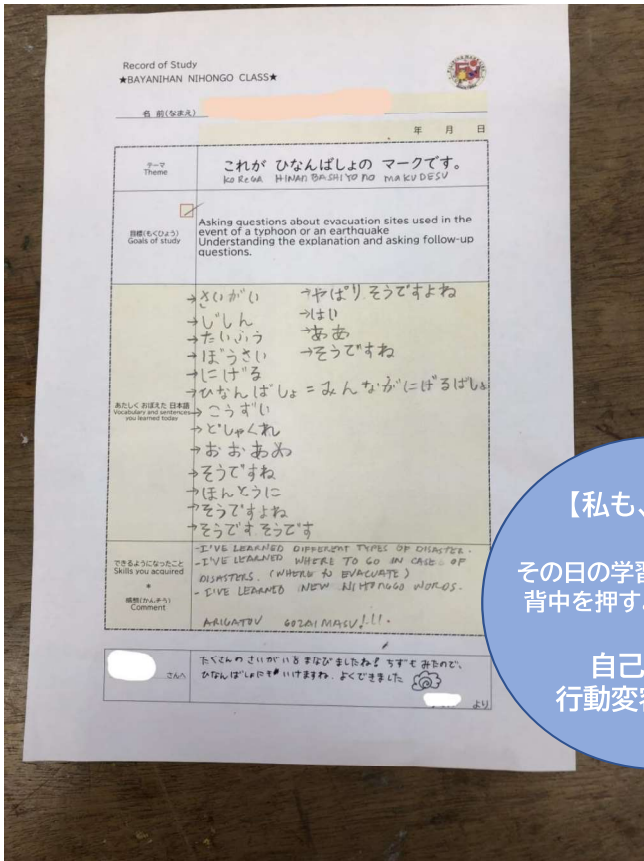 Record of Study
★BAYANIHAN NIHONGO CLASS★
名 前(なまえ)
年 月 日
テーマ
Theme
これが ひなんばしょの マークです。
KO REWA HINAN BASHIYO NO MAKU DESU
目標(もくひょう)
Goals of study
Asking questions about evacuation sites used in the
event of a typhoon or an earthquake
Understanding the explanation and asking follow-up
questions.
あたしく おぼえた 日本語
Vocabulary and sentences
you learned today
→さいがい
→じしん
→たいふう
→ぼうさい
→にげる
→ひなんばしょ = みんながにげるばしょ
→こうずい
→どしゃくれ
→おおあめ
→そうですね
→ほんとうに
→そうですよね
→そうです.そうです
→やぱり.そうですよね
→はい
→ああ
→そうですね
できるようになったこと
Skills you acquired
*
感想(かんそう)
Comment
-I'VE LEARNED DIFFERENT TYPES OF DISASTER.
-I'VE LEARNED WHERE TO GO IN CASE OF
DISASTERS. (WHERE to EVACUATE)
- I'VE LEARNED NEW NIHONGGO WORDS.
ARIGATOU GOZAIMASU!!!.
さんへ
たくさんの さいがいを まなびましたね! ちずも みたので、
ひなんばしょにも いけますね. よくできました
より
【私も、
その日の学習
背中を押す
自己
行動変容